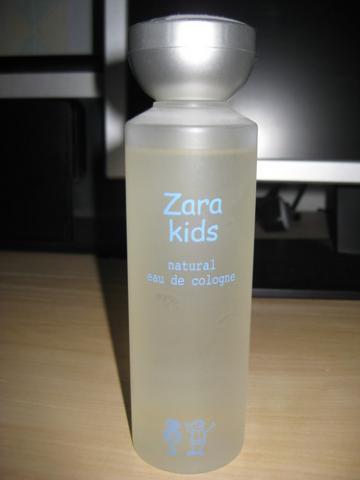 Zara
kids
natural
eau de cologne